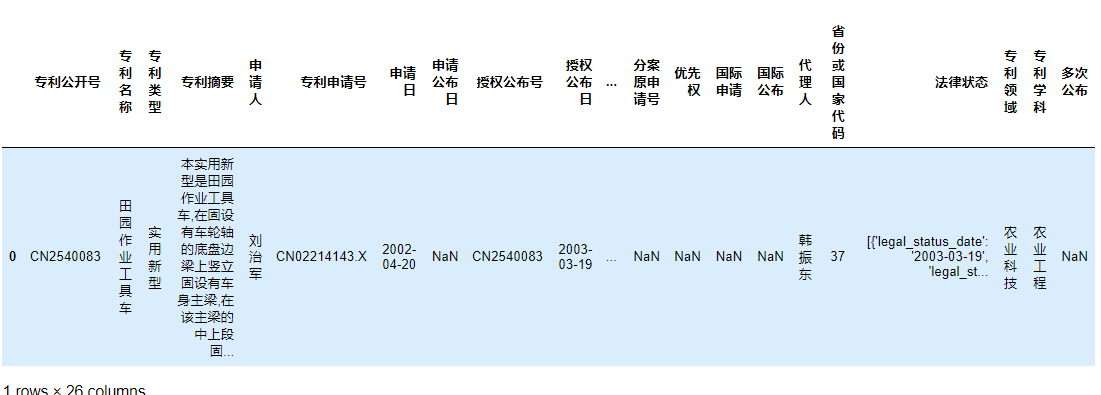 专利公开号 专利名称 专利类型 专利摘要 申请人 专利申请号 申请日 申请公布日 授权公布号 授权公布日 ... 分案原申请号 优先权 国际申请 国际公布 代理人 省份或国家代码 法律状态 专利领域 专利学科 多次公布
0 CN2540083 田园作业工具车 实用新型 本实用新型是田园作业工具车,在固设有车轮轴的底盘边梁上竖立固设有车身主梁,在该主梁的中上段固... 刘治军 CN02214143.X 2002-04-20 NaN CN2540083 2003-03-19 ... NaN NaN NaN NaN 韩振东 37 [{'legal_status_date': '2003-03-19', 'legal_st... 农业科技 农业工程 NaN
1 rows × 26 columns